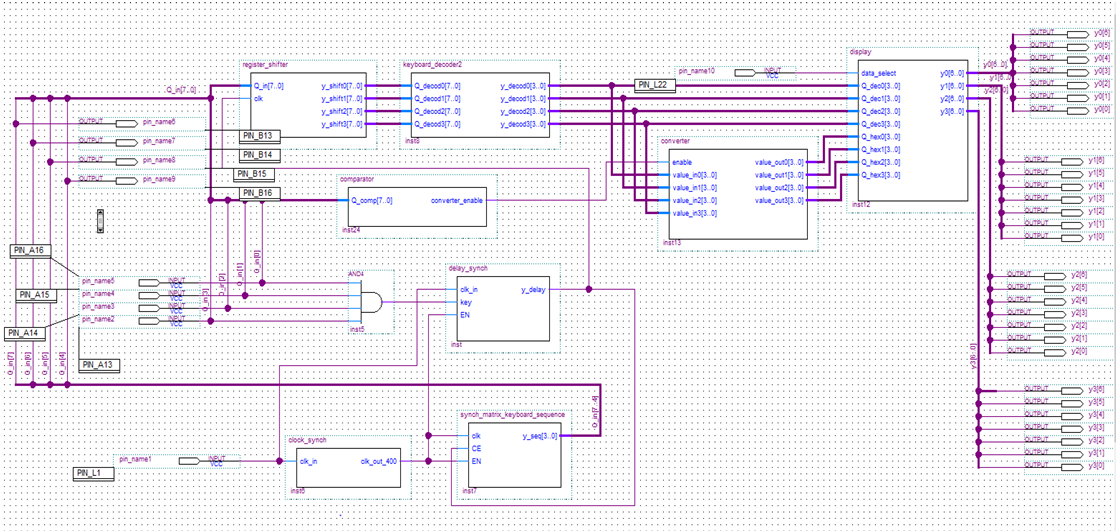 register_shifter
Q_in[7..0]
Q_in[7..0]
clk
y_shift0[7..0]
y_shift1[7..0]
y_shift2[7..0]
y_shift3[7..0]
inst
keyboard_decoder2
Q_decod0[7..0]
Q_decod1[7..0]
Q_decod2[7..0]
Q_decod3[7..0]
y_decod0[3..0]
y_decod1[3..0]
y_decod2[3..0]
y_decod3[3..0]
inst8
PIN_L22
pin_name10
INPUT
VCC
display
data_select
Q_dec0[3..0]
Q_dec1[3..0]
Q_dec2[3..0]
Q_dec3[3..0]
Q_hex0[3..0]
Q_hex1[3..0]
Q_hex2[3..0]
Q_hex3[3..0]
y0[6..0]
y1[6..0]
y2[6..0]
y3[6..0]
inst12
y0[6..0]
y1[6..0]
y2[6..0]
y3[6..0]
OUTPUT y0[6]
OUTPUT y0[5]
OUTPUT y0[4]
OUTPUT y0[3]
OUTPUT y0[2]
OUTPUT y0[1]
OUTPUT y0[0]
OUTPUT y1[6]
OUTPUT y1[5]
OUTPUT y1[4]
OUTPUT y1[3]
OUTPUT y1[2]
OUTPUT y1[1]
OUTPUT y1[0]
OUTPUT y2[6]
OUTPUT y2[5]
OUTPUT y2[4]
OUTPUT y2[3]
OUTPUT y2[2]
OUTPUT y2[1]
OUTPUT y2[0]
OUTPUT y3[6]
OUTPUT y3[5]
OUTPUT y3[4]
OUTPUT y3[3]
OUTPUT y3[2]
OUTPUT y3[1]
OUTPUT y3[0]
OUTPUT pin_name6
OUTPUT pin_name7
OUTPUT pin_name8
OUTPUT pin_name9
PIN_B13
PIN_B14
PIN_B15
PIN_B16
comparator
Q_comp[7..0]
converter_enable
inst24
converter
enable
value_in0[3..0]
value_in1[3..0]
value_in2[3..0]
value_in3[3..0]
value_out0[3..0]
value_out1[3..0]
value_out2[3..0]
value_out3[3..0]
inst13
PIN_A16
PIN_A15
PIN_A14
PIN_A13
pin_name5 INPUT
VCC
pin_name4 INPUT
VCC
pin_name3 INPUT
VCC
pin_name2 INPUT
VCC
Q_in[3]
Q_in[2]
Q_in[1]
Q_in[0]
AND4
inst5
delay_synch
clk_in
key
EN
y_delay
inst
Q_in[7]
Q_in[6]
Q_in[5]
Q_in[4]
Q_in[7..4]
synch_matrix_keyboard_sequence
clk
CE
EN
y_seq[3..0]
inst7
clock_synch
clk_in
clk_out_400
inst6
pin_name1
INPUT
VCC
PIN_L1